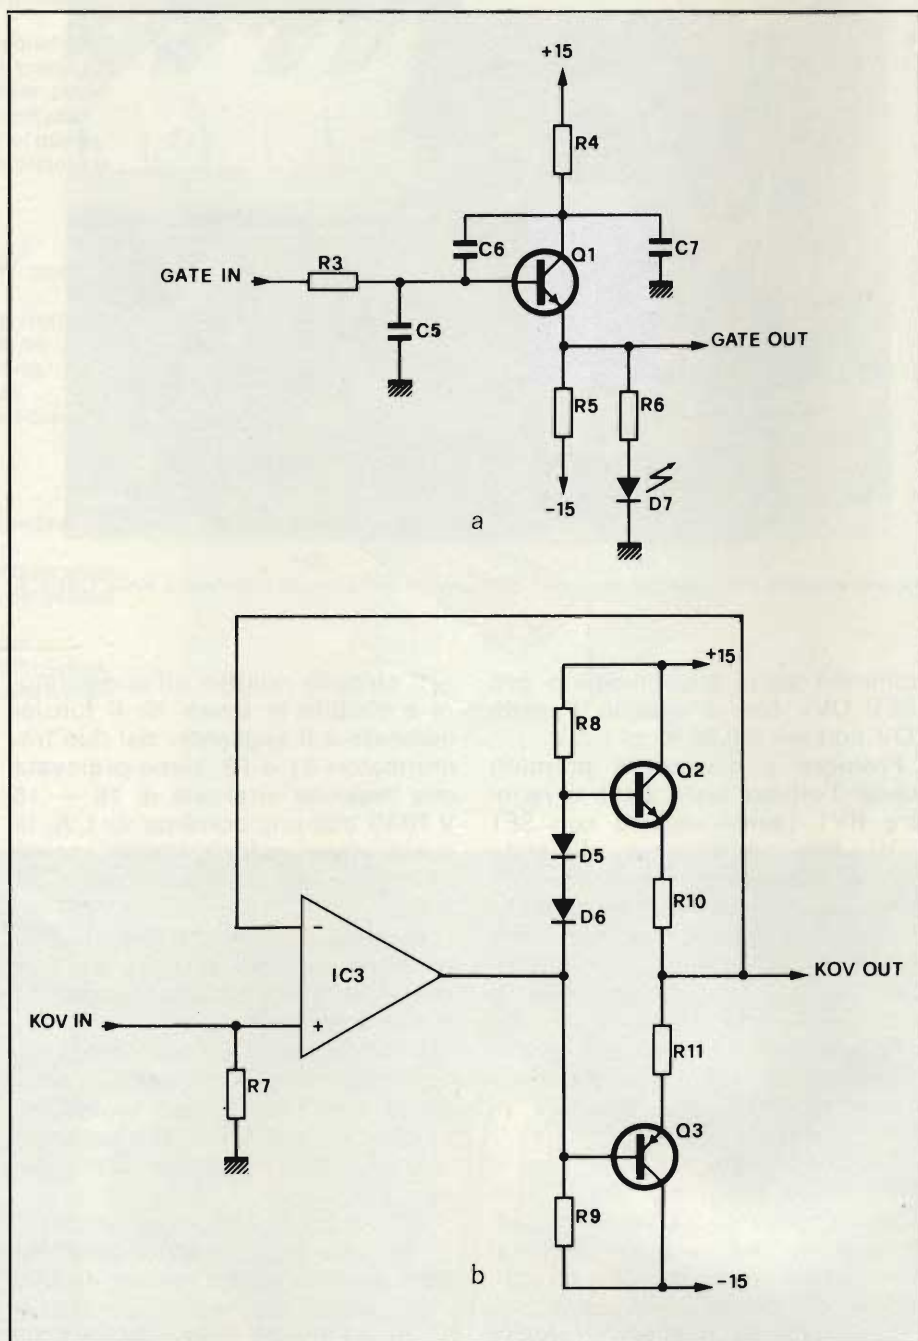 +15
R4
C6
C7
R3
Q1
GATE IN
C5
GATE OUT
R5
R6
-15
D7
a
+15
R8
Q2
D5
R10
D6
IC3
-
KOV OUT
KOV IN
+
R11
R7
Q3
R9
b
-15